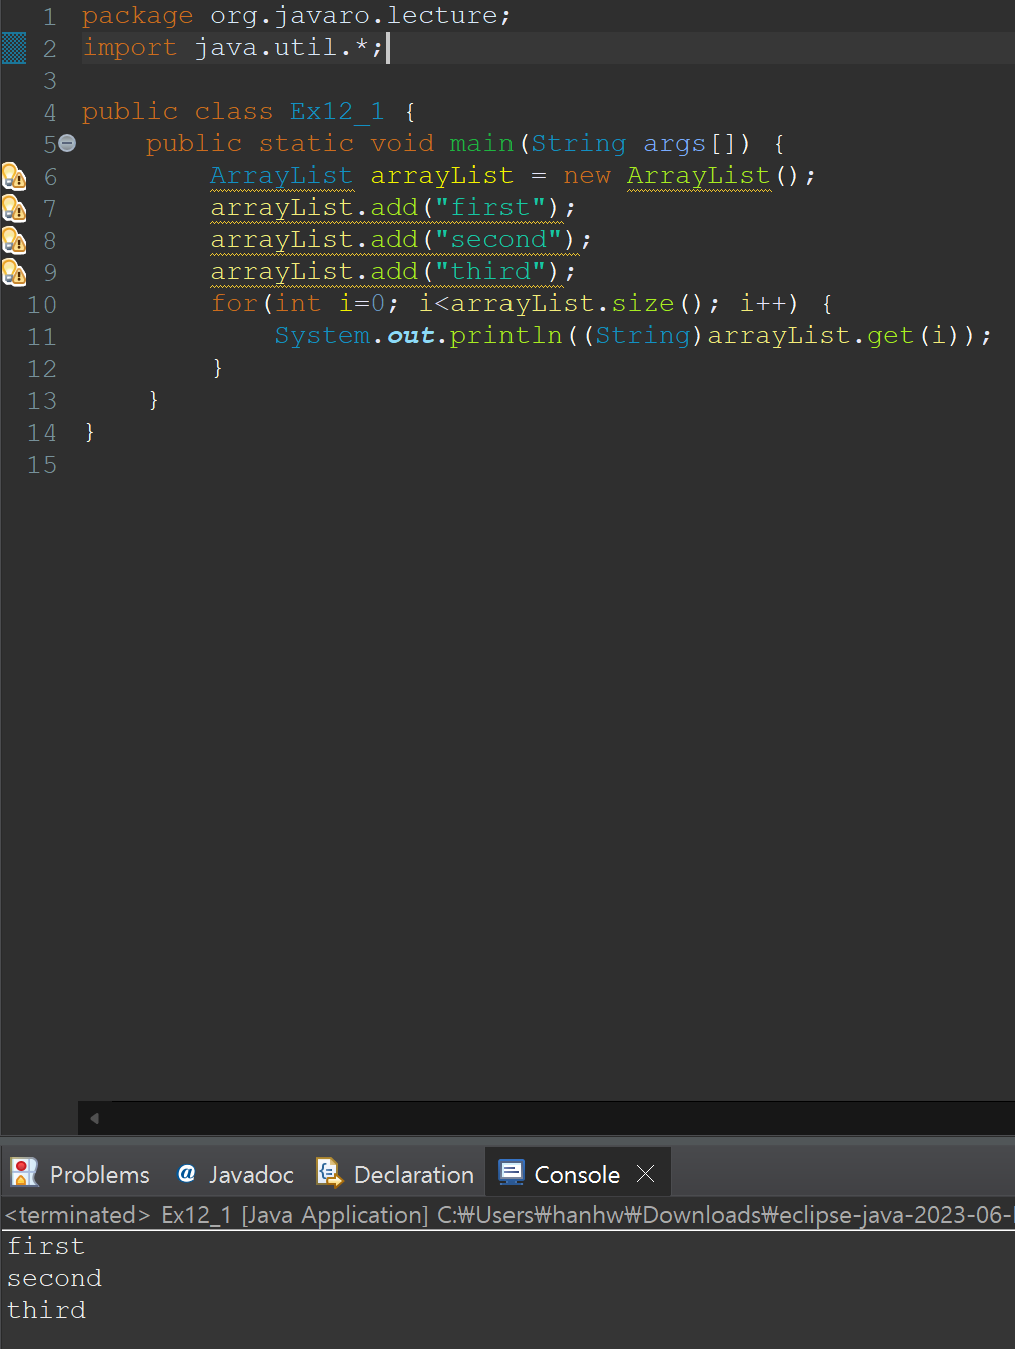 1 package org.javaro.lecture;
2 import java.util.*;
3
4 public class Ex12_1 {
5     public static void main(String args[]) {
6         ArrayList arrayList = new ArrayList();
7         arrayList.add("first");
8         arrayList.add("second");
9         arrayList.add("third");
10         for(int i=0; i<arrayList.size(); i++) {
11             System.out.println((String)arrayList.get(i));
12         }
13     }
14 }
15
Problems @ Javadoc Declaration Console
<terminated> Ex12_1 [Java Application] C:₩Users₩hanhw₩Downloads₩eclipse-java-2023-06-
first
second
third